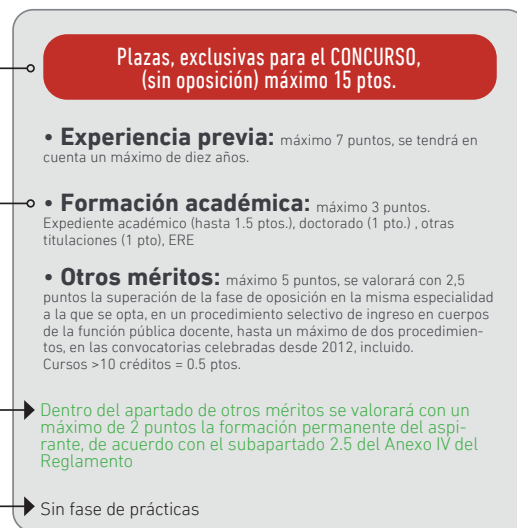 Plazas, exclusivas para el CONCURSO,
(sin oposición) máximo 15 ptos.
• Experiencia previa: máximo 7 puntos, se tendrá en
cuenta un máximo de diez años.
• Formación académica: máximo 3 puntos.
Expediente académico (hasta 1.5 ptos.), doctorado (1 pto.) , otras
titulaciones (1 pto), ERE
• Otros méritos: máximo 5 puntos, se valorará con 2,5
puntos la superación de la fase de oposición en la misma especialidad
a la que se opta, en un procedimiento selectivo de ingreso en cuerpos
de la función pública docente, hasta un máximo de dos procedimien-
tos, en las convocatorias celebradas desde 2012, incluido.
Cursos >10 créditos = 0.5 ptos.
Dentro del apartado de otros méritos se valorará con un
máximo de 2 puntos la formación permanente del aspi-
rante, de acuerdo con el subapartado 2.5 del Anexo IV del
Reglamento
Sin fase de prácticas